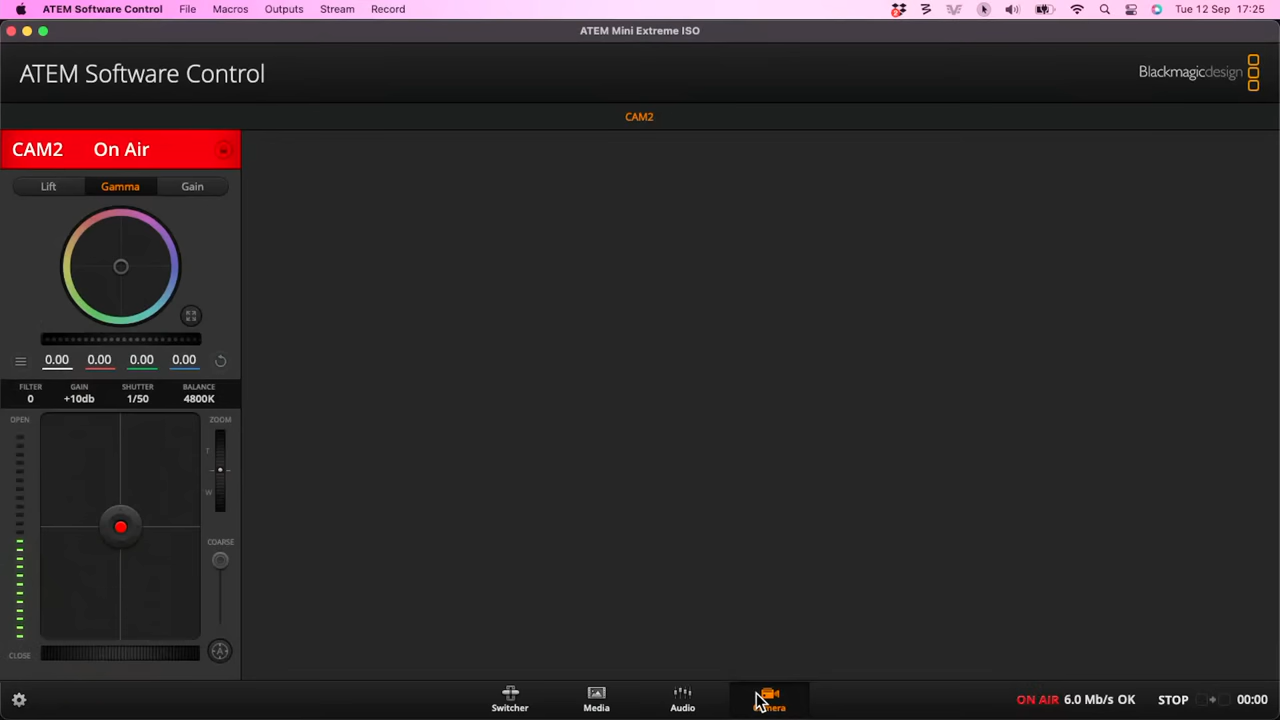 ATEM Software Control File Macros Outputs Stream Record Tue 12 Sep 17:25
ATEM Mini Extreme ISO
ATEM Software Control
Blackmagicdesign
CAM2
CAM2 On Air
Lift Gamma Gain
0.00 0.00 0.00 0.00
FILTER GAIN SHUTTER BALANCE
0 +10db 1/50 4800K
OPEN ZOOM
T
W
COARSE
CLOSE A
Switcher Media Audio Camera ON AIR 6.0 Mb/s OK STOP 00:00